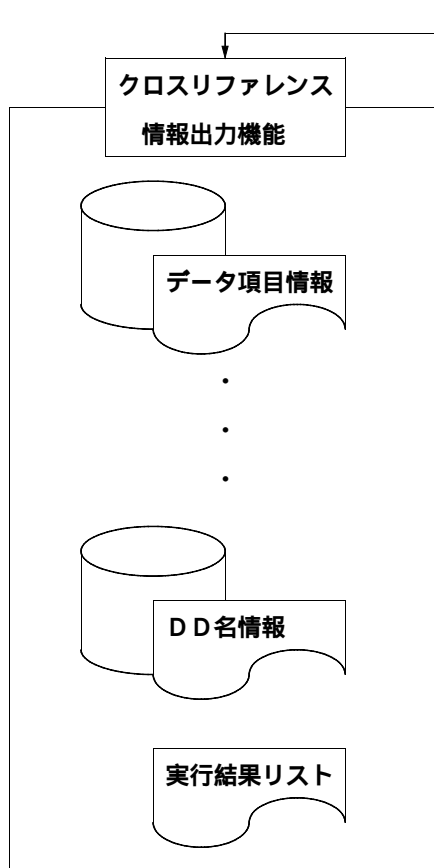 クロスリファレンス
情報出力機能
データ項目情報
・
・
・
ＤＤ名情報
実行結果リスト